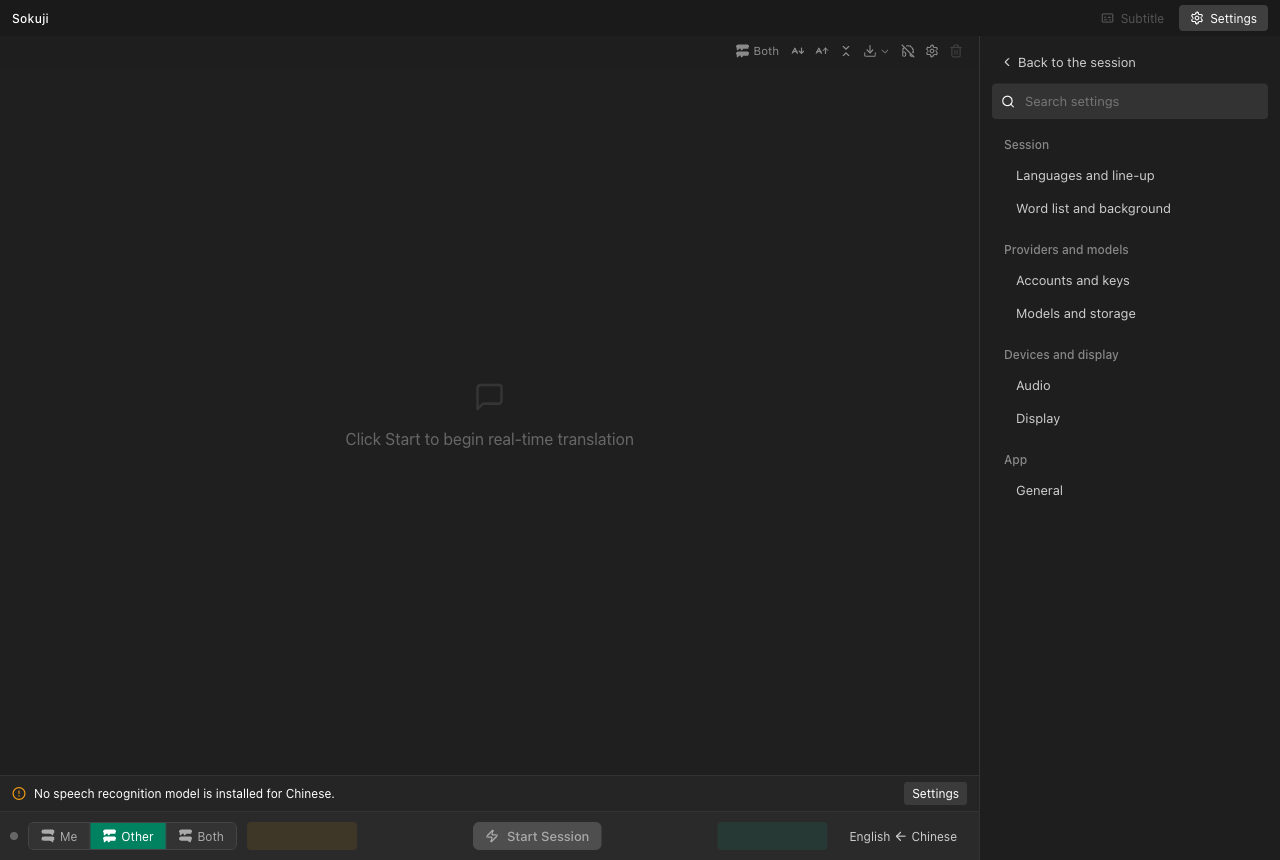 Sokuji
Subtitle
Settings
Both
Back to the session
Search settings
Session
Languages and line-up
Word list and background
Providers and models
Accounts and keys
Models and storage
Devices and display
Audio
Display
App
General
Click Start to begin real-time translation
No speech recognition model is installed for Chinese.
Settings
Me
Other
Both
Start Session
English ← Chinese